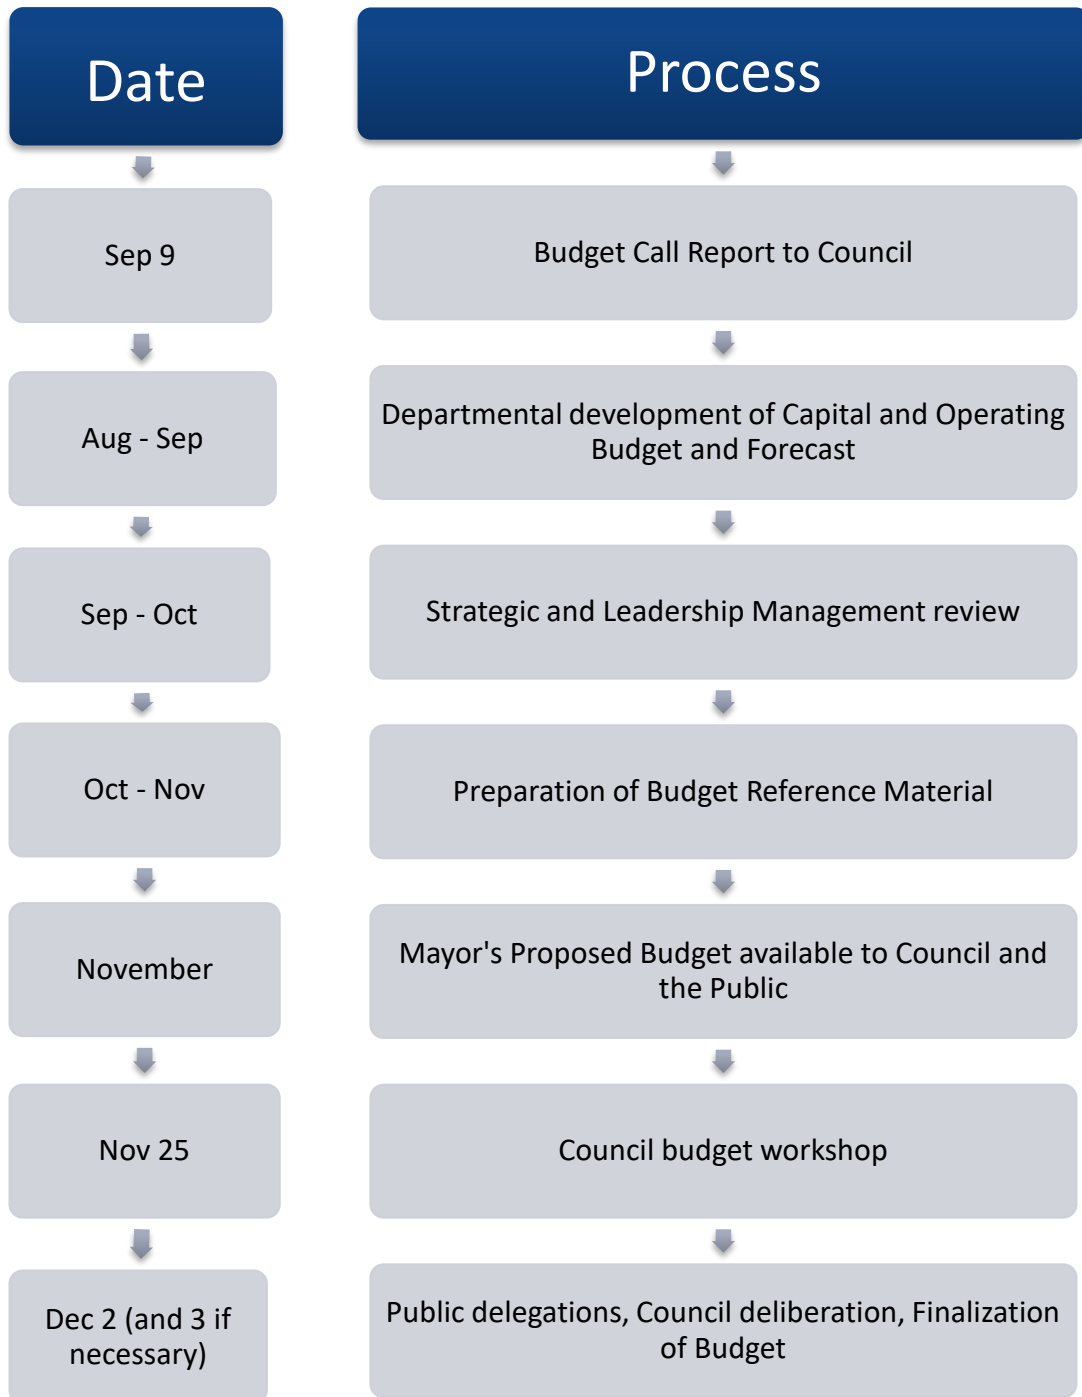 Date
Process
Sep 9
Budget Call Report to Council
Aug - Sep
Departmental development of Capital and Operating
Budget and Forecast
Sep - Oct
Strategic and Leadership Management review
Oct - Nov
Preparation of Budget Reference Material
November
Mayor's Proposed Budget available to Council and
the Public
Nov 25
Council budget workshop
Dec 2 (and 3 if
necessary)
Public delegations, Council deliberation, Finalization
of Budget